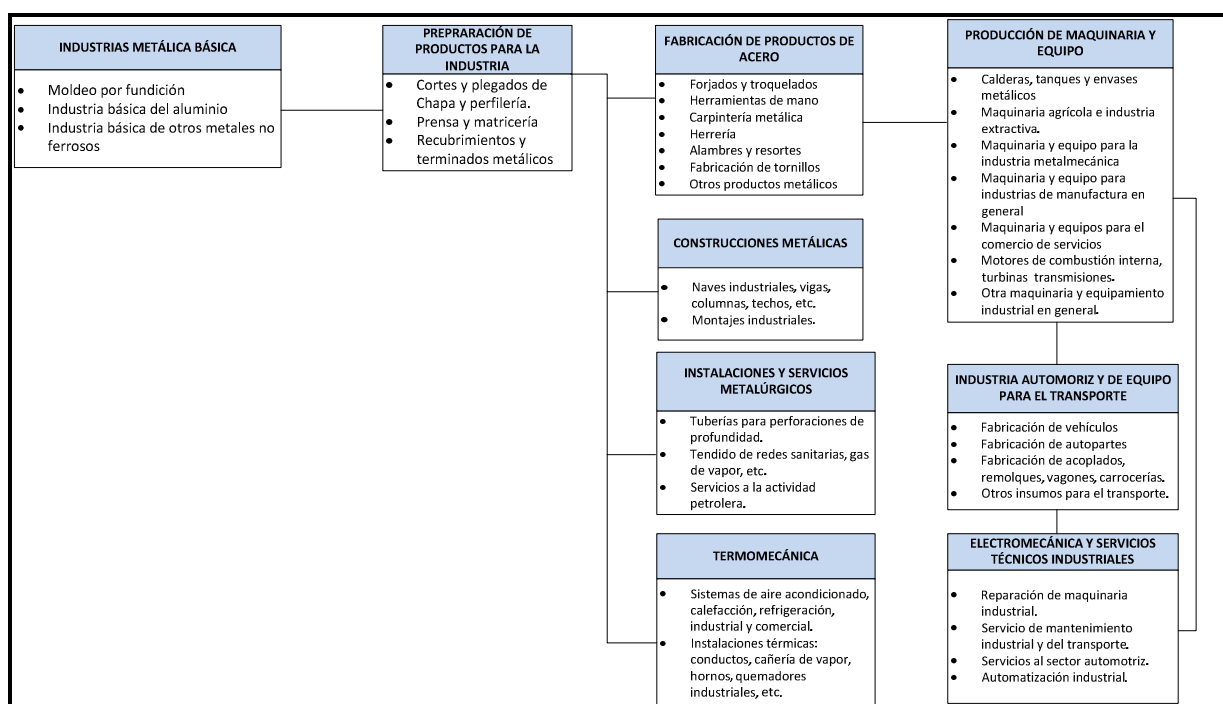 INDUSTRIAS METÁLICA BÁSICA
• Moldeo por fundición
• Industria básica del aluminio
• Industria básica de otros metales no
ferrosos
PREPRARACIÓN DE
PRODUCTOS PARA LA
INDUSTRIA
• Cortes y plegados de
Chapa y perfilería.
• Prensa y matricería
• Recubrimientos y
terminados metálicos
FABRICACIÓN DE PRODUCTOS DE
ACERO
• Forjados y troquelados
• Herramientas de mano
• Carpintería metálica
• Herrería
• Alambres y resortes
• Fabricación de tornillos
• Otros productos metálicos
CONSTRUCCIONES METÁLICAS
• Naves industriales, vigas,
columnas, techos, etc.
• Montajes industriales.
INSTALACIONES Y SERVICIOS
METALÚRGICOS
• Tuberías para perforaciones de
profundidad.
• Tendido de redes sanitarias, gas
de vapor, etc.
• Servicios a la actividad
petrolera.
TERMOMECÁNICA
• Sistemas de aire acondicionado,
calefacción, refrigeración,
industrial y comercial.
• Instalaciones térmicas:
conductos, cañería de vapor,
hornos, quemadores
industriales, etc.
PRODUCCIÓN DE MAQUINARIA Y
EQUIPO
• Calderas, tanques y envases
metálicos
• Maquinaria agrícola e industria
extractiva.
• Maquinaria y equipo para la
industria metalmecánica
• Maquinaria y equipo para
industrias de manufactura en
general
• Maquinaria y equipos para el
comercio de servicios
• Motores de combustión interna,
turbinas transmisiones.
• Otra maquinaria y equipamiento
industrial en general.
INDUSTRIA AUTOMORIZ Y DE EQUIPO
PARA EL TRANSPORTE
• Fabricación de vehículos
• Fabricación de autopartes
• Fabricación de acoplados,
remolques, vagones, carrocerías.
• Otros insumos para el transporte.
ELECTROMECÁNICA Y SERVICIOS
TÉCNICOS INDUSTRIALES
• Reparación de maquinaria
industrial.
• Servicio de mantenimiento
industrial y del transporte.
• Servicios al sector automotriz.
• Automatización industrial.